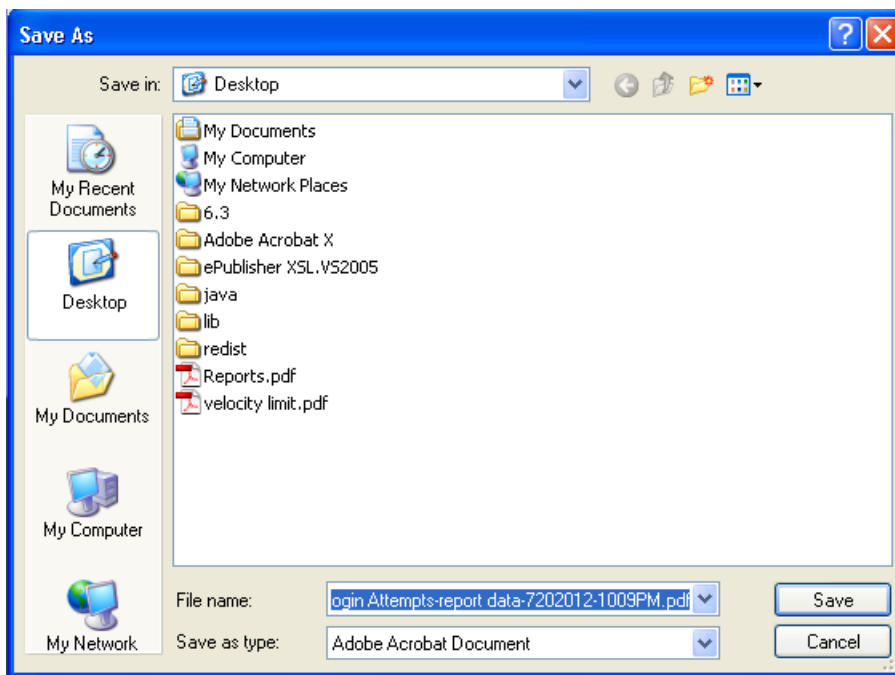 Save As
Save in:
Desktop
My Recent
Documents
Desktop
My Documents
My Computer
My Network
My Documents
My Computer
My Network Places
6.3
Adobe Acrobat X
ePublisher XSL.VS2005
java
lib
redist
Reports.pdf
velocity limit.pdf
File name:
ogin Attempts-report data-7202012-1009PM.pdf
Save
Save as type:
Adobe Acrobat Document
Cancel